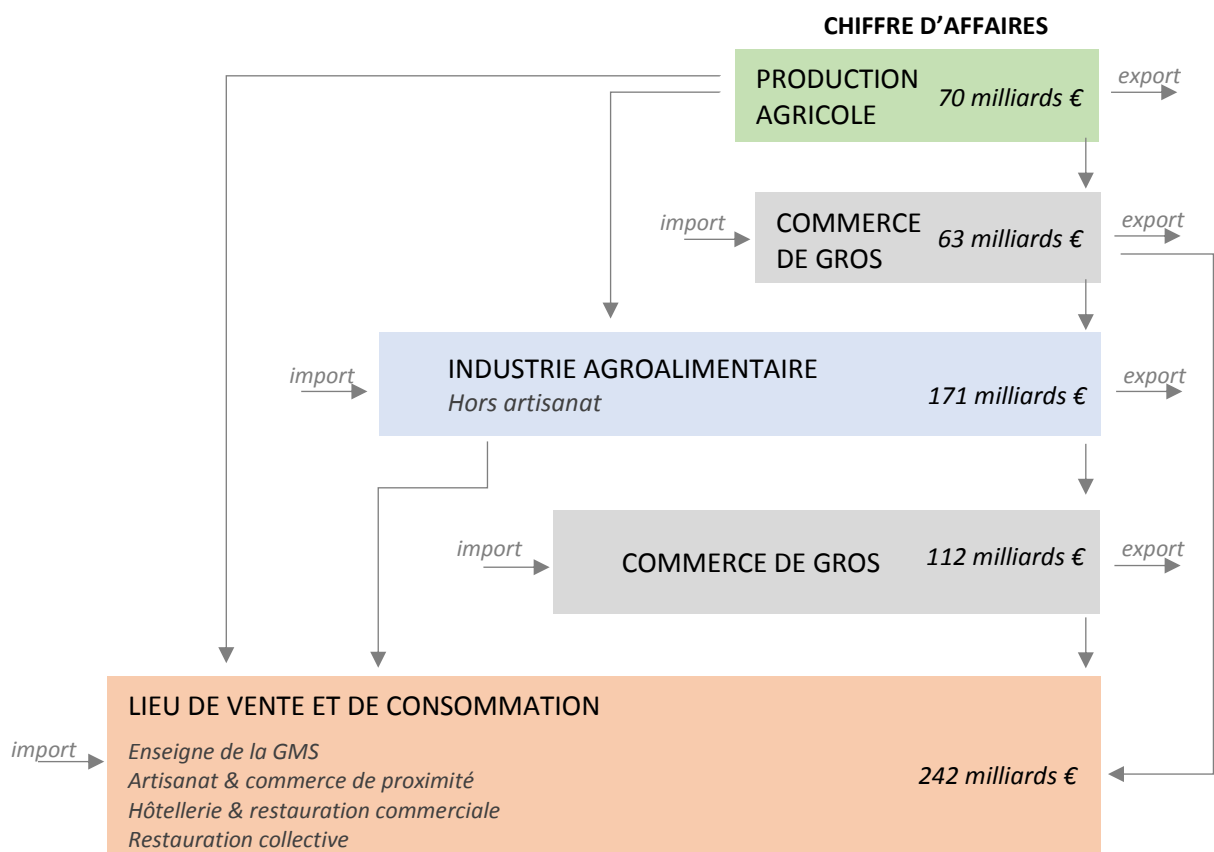 CHIFFRE D’AFFAIRES
PRODUCTION
AGRICOLE
70 milliards €
export
import
COMMERCE
DE GROS
63 milliards €
export
import
INDUSTRIE AGROALIMENTAIRE
Hors artisanat
171 milliards €
export
import
COMMERCE DE GROS
112 milliards €
export
import
LIEU DE VENTE ET DE CONSOMMATION
Enseigne de la GMS
Artisanat & commerce de proximité
Hôtellerie & restauration commerciale
Restauration collective
242 milliards €